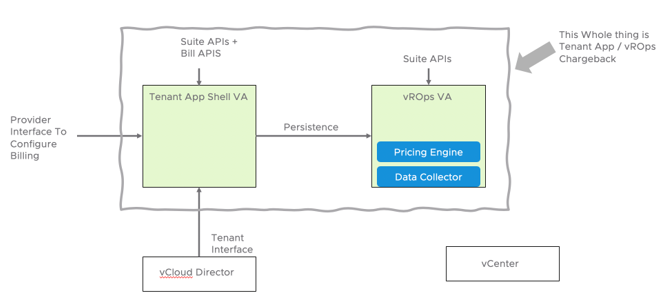 Suite APIs +
Bill APIS
Suite APIs
This Whole thing is
Tenant App / vROps
Chargeback
Tenant App Shell VA
vROps VA
Provider
Interface To
Configure
Billing
Persistence
Pricing Engine
Data Collector
Tenant
Interface
vCloud Director
vCenter